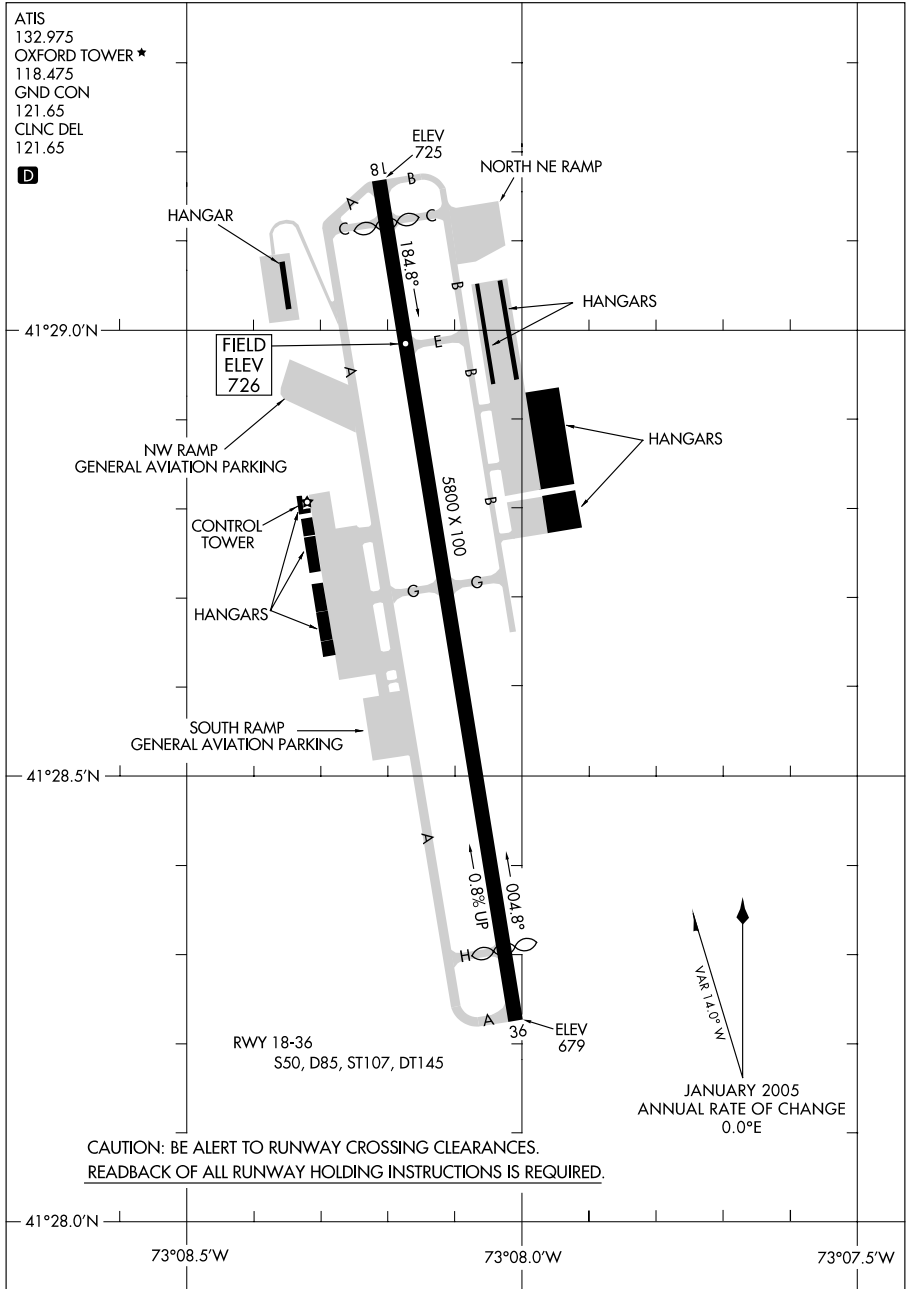 ATIS
132.975
OXFORD TOWER ★
118.475
GND CON
121.65
CLNC DEL
121.65
D
ELEV
725
18
B
NORTH NE RAMP
A
C
C
HANGAR
184.8°
B
HANGARS
41°29.0'N
E
FIELD
ELEV
726
A
B
NW RAMP
GENERAL AVIATION PARKING
HANGARS
5800 X 100
B
CONTROL
TOWER
G
G
HANGARS
SOUTH RAMP
GENERAL AVIATION PARKING
41°28.5'N
A
0.8% UP
004.8°
H
VAR 14.0° W
A
36
ELEV
679
RWY 18-36
S50, D85, ST107, DT145
JANUARY 2005
ANNUAL RATE OF CHANGE
0.0°E
CAUTION: BE ALERT TO RUNWAY CROSSING CLEARANCES.
READBACK OF ALL RUNWAY HOLDING INSTRUCTIONS IS REQUIRED.
41°28.0'N
73°08.5'W
73°08.0'W
73°07.5'W